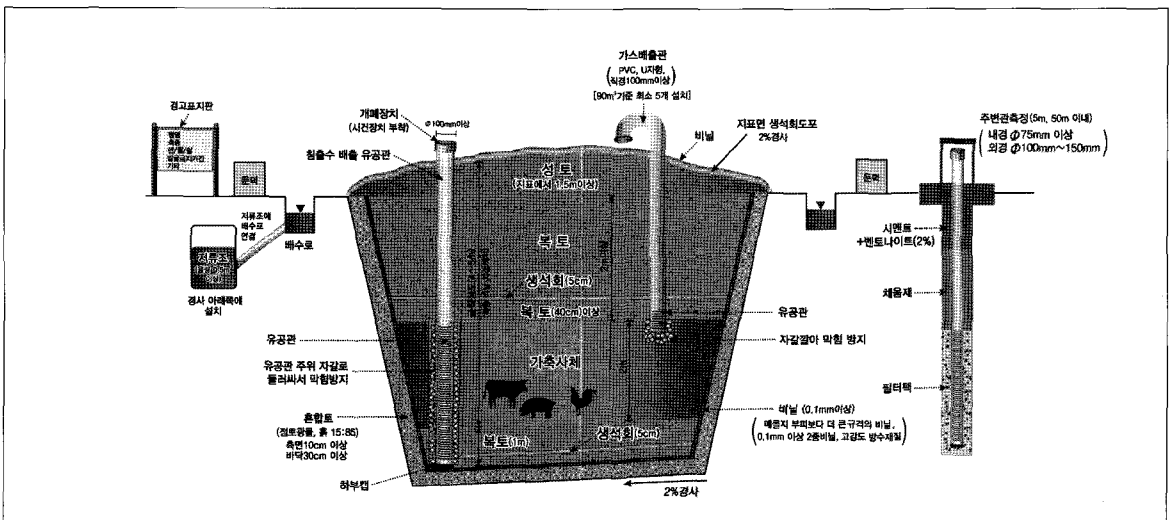 가스배출관
( PVC, U자형,
직경100mm이상 )
[90m³기준 최소 5개 설치]
경고표지판
개폐장치
(시건장치 부착)
Φ100mm이상
침출수 배출 유공관
비닐
지표면 생석회도포
2%경사
주변관측정 (5m, 50m 이내)
( 내경 Φ75mm 이상
외경 Φ100mm~150mm )
성토
(지표에서 1.5m이상)
둔덕
둔덕
저류조에
배수로
연결
배수로
저류조
경사 아래쪽에
설치
복토
생석회(5cm)
복토(40cm)이상
가축사체
복토(1m)
생석회(5cm)
유공관
유공관 주위 자갈로
둘러싸서 막힘방지
혼합토
(점토광물, 흙 15:85)
측면10cm 이상
바닥30cm 이상
하부캡
2%경사
유공관
자갈깔아 막힘 방지
비닐 (0.1mm이상)
( 매몰지 부피보다 더 큰규격의 비닐,
0.1mm 이상 2중비닐, 고강도 방수재질 )
시멘트
+벤토나이트(2%)
채움재
필터팩